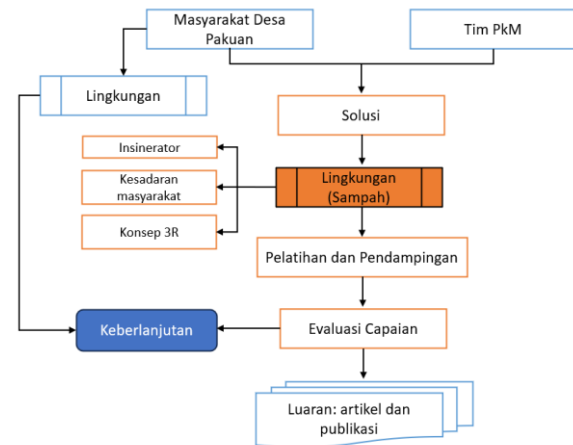 Masyarakat Desa
Pakuan
Tim PkM
Lingkungan
Solusi
Insinerator
Kesadaran
masyarakat
Konsep 3R
Lingkungan
(Sampah)
Pelatihan dan Pendampingan
Keberlanjutan
Evaluasi Capaian
Luaran: artikel dan
publikasi